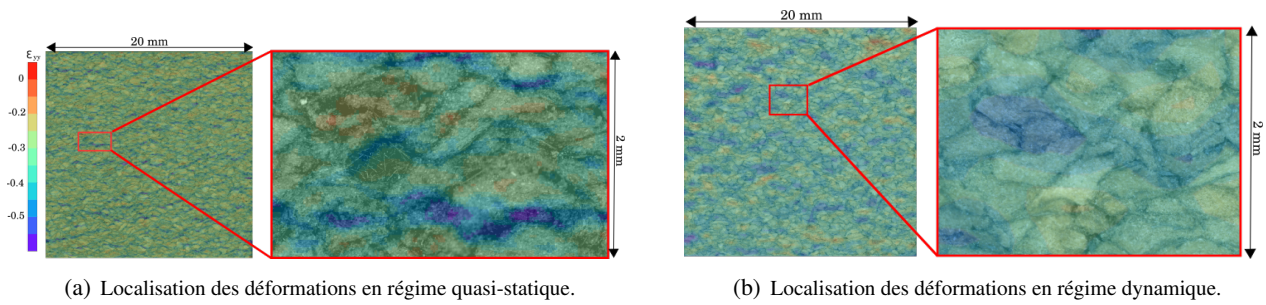 20 mm
ε_yy
0
-0.2
-0.3
-0.4
-0.5
2 mm
(a) Localisation des déformations en régime quasi-statique.
20 mm
2 mm
(b) Localisation des déformations en régime dynamique.